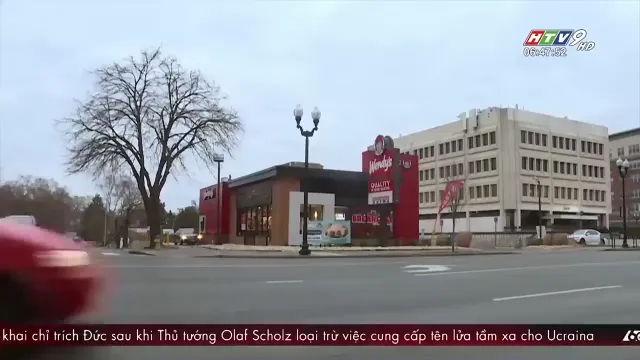 HTV9 HD
06:47:52
Wendy's
QUALITY
khai chỉ trích Đức sau khi Thủ tướng Olaf Scholz loại trừ việc cung cấp tên lửa tầm xa cho Ucraina